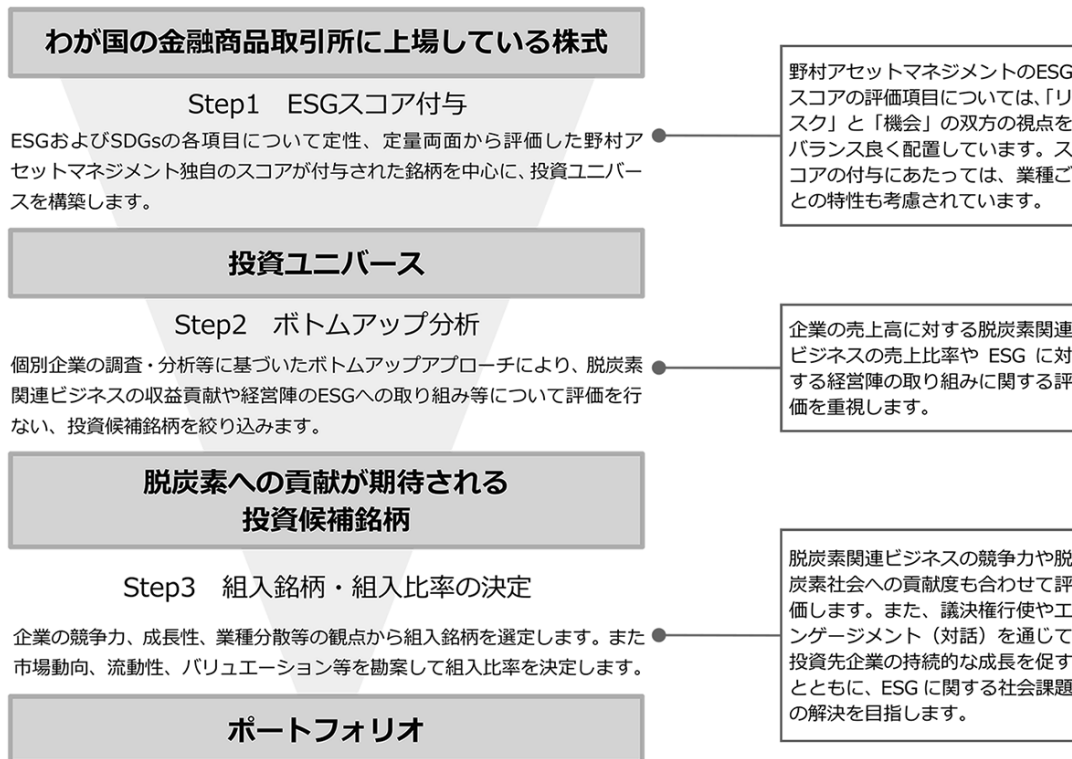 わが国の金融商品取引所に上場している株式
Step1 ESGスコア付与
ESGおよびSDGsの各項目について定性、定量両面から評価した野村ア
セットマネジメント独自のスコアが付与された銘柄を中心に、投資ユニバー
スを構築します。
野村アセットマネジメントのESG
スコアの評価項目については、「リ
スク」と「機会」の双方の視点を
バランス良く配置しています。ス
コアの付与にあたっては、業種ご
との特性も考慮されています。
投資ユニバース
Step2 ボトムアップ分析
個別企業の調査・分析等に基づいたボトムアップアプローチにより、脱炭素
関連ビジネスの収益貢献や経営陣のESGへの取り組み等について評価を行
ない、投資候補銘柄を絞り込みます。
企業の売上高に対する脱炭素関連
ビジネスの売上比率や ESG に対
する経営陣の取り組みに関する評
価を重視します。
脱炭素への貢献が期待される
投資候補銘柄
Step3 組入銘柄・組入比率の決定
企業の競争力、成長性、業種分散等の観点から組入銘柄を選定します。また
市場動向、流動性、バリュエーション等を勘案して組入比率を決定します。
脱炭素関連ビジネスの競争力や脱
炭素社会への貢献度も合わせて評
価します。また、議決権行使やエ
ンゲージメント（対話）を通じて
投資先企業の持続的な成長を促す
とともに、ESG に関する社会課題
の解決を目指します。
ポートフォリオ